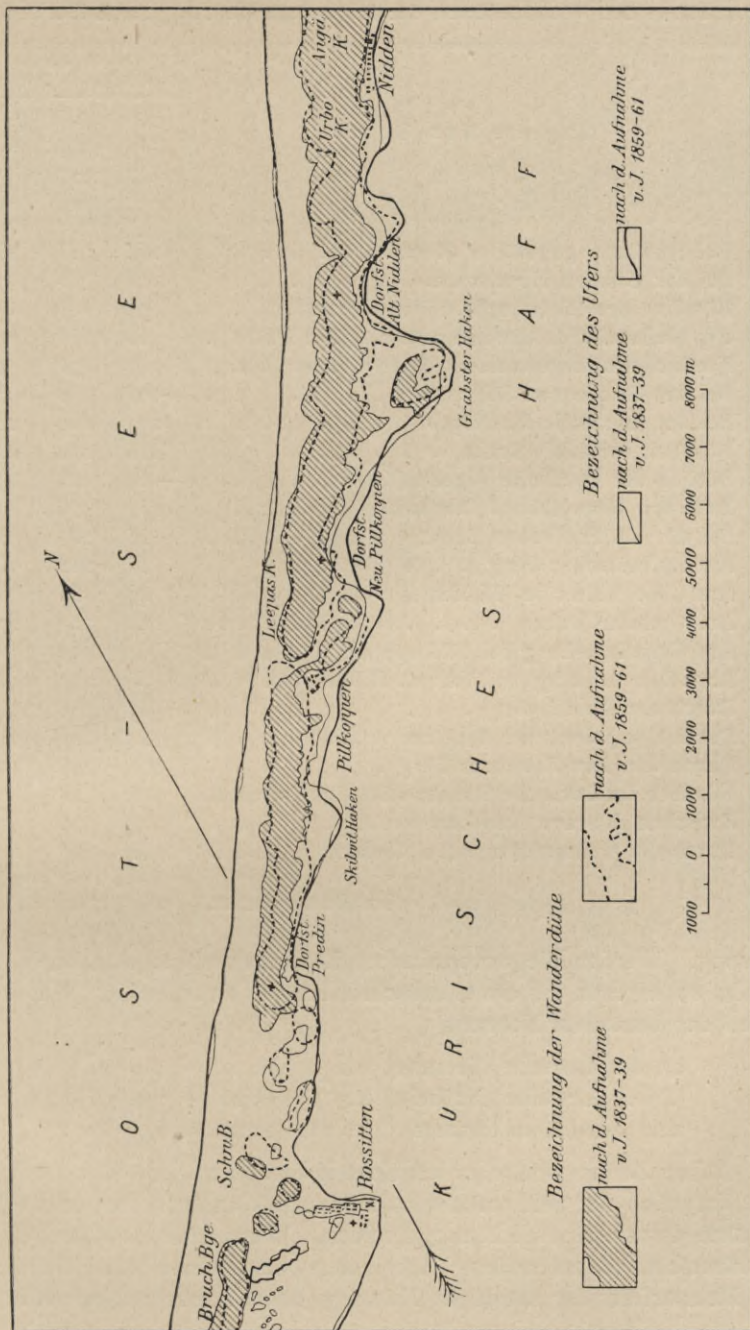 O S T - S E E
N
Bruch Bge
Schw B.
Rossitten
Dorfst.
Predin
Skilwit Haken
Pillkoppen
Leepas K.
Dorfst.
Neu Pillkoppen
Grabster Haken
Dorfst.
Alt Nidden
Urbo
K.
Angü
K.
Nidden
K U R I S C H E S H A F F
Bezeichnung der Wanderdüne
nach d. Aufnahme
v. J. 1837-39
nach d. Aufnahme
v. J. 1859-61
Bezeichnung des Ufers
nach d. Aufnahme
v. J. 1837-39
nach d. Aufnahme
v. J. 1859-61
1000 0 1000 2000 3000 4000 5000 6000 7000 8000 m